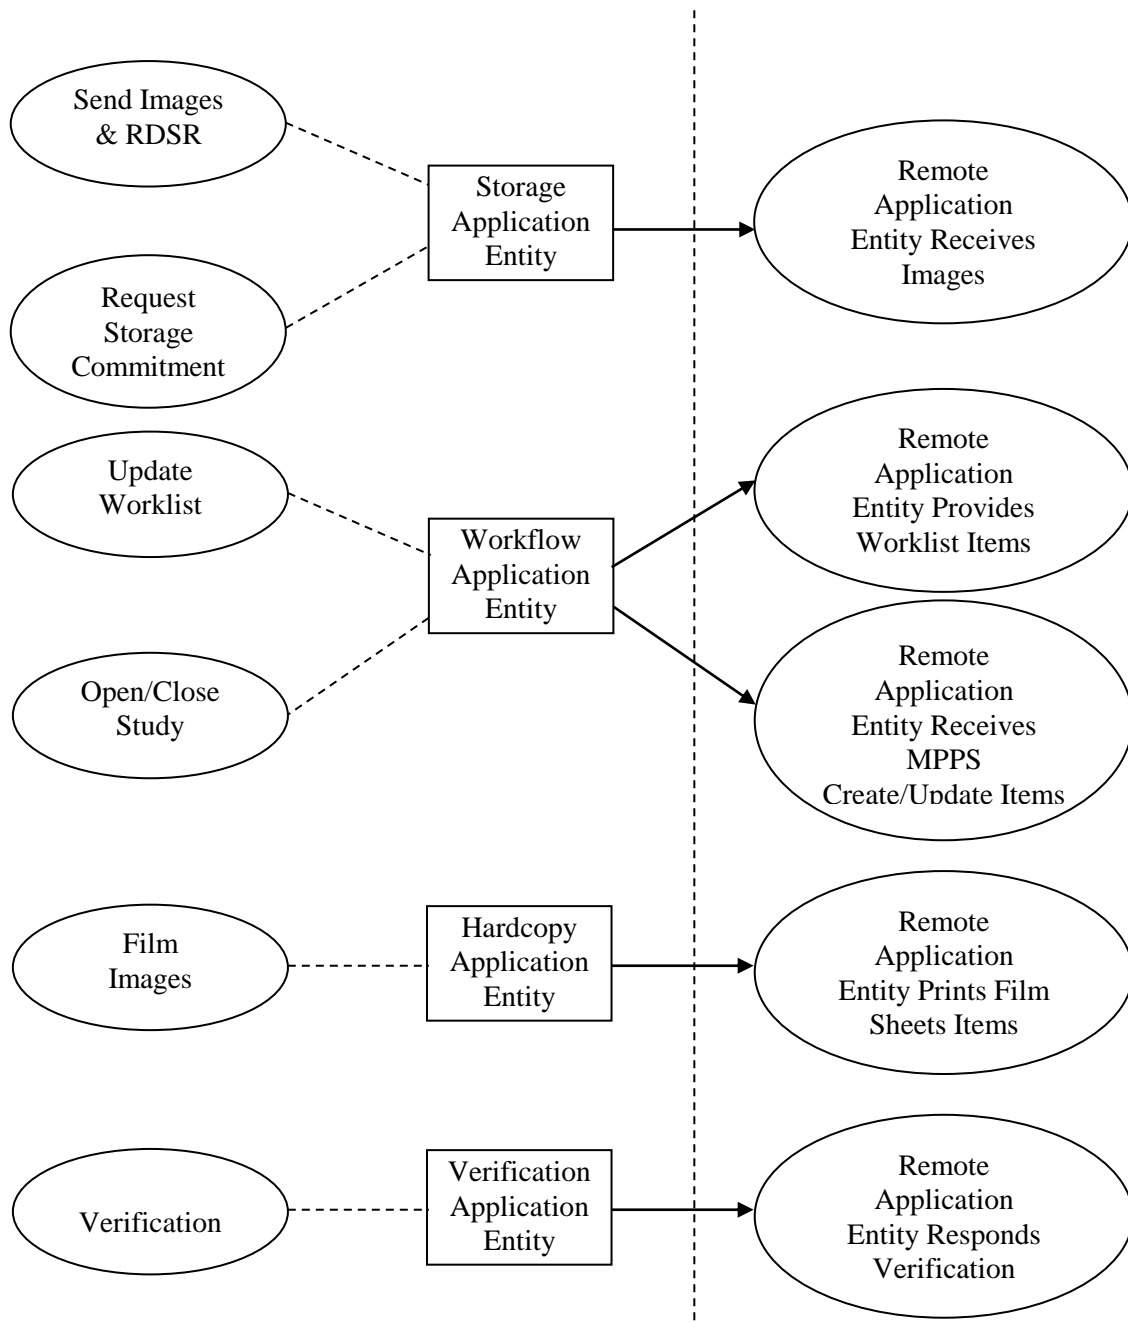 Send Images
& RDSR
Storage
Application
Entity
Remote
Application
Entity Receives
Images
Request
Storage
Commitment
Update
Worklist
Workflow
Application
Entity
Remote
Application
Entity Provides
Worklist Items
Open/Close
Study
Remote
Application
Entity Receives
MPPS
Create/Update Items
Film
Images
Hardcopy
Application
Entity
Remote
Application
Entity Prints Film
Sheets Items
Verification
Verification
Application
Entity
Remote
Application
Entity Responds
Verification